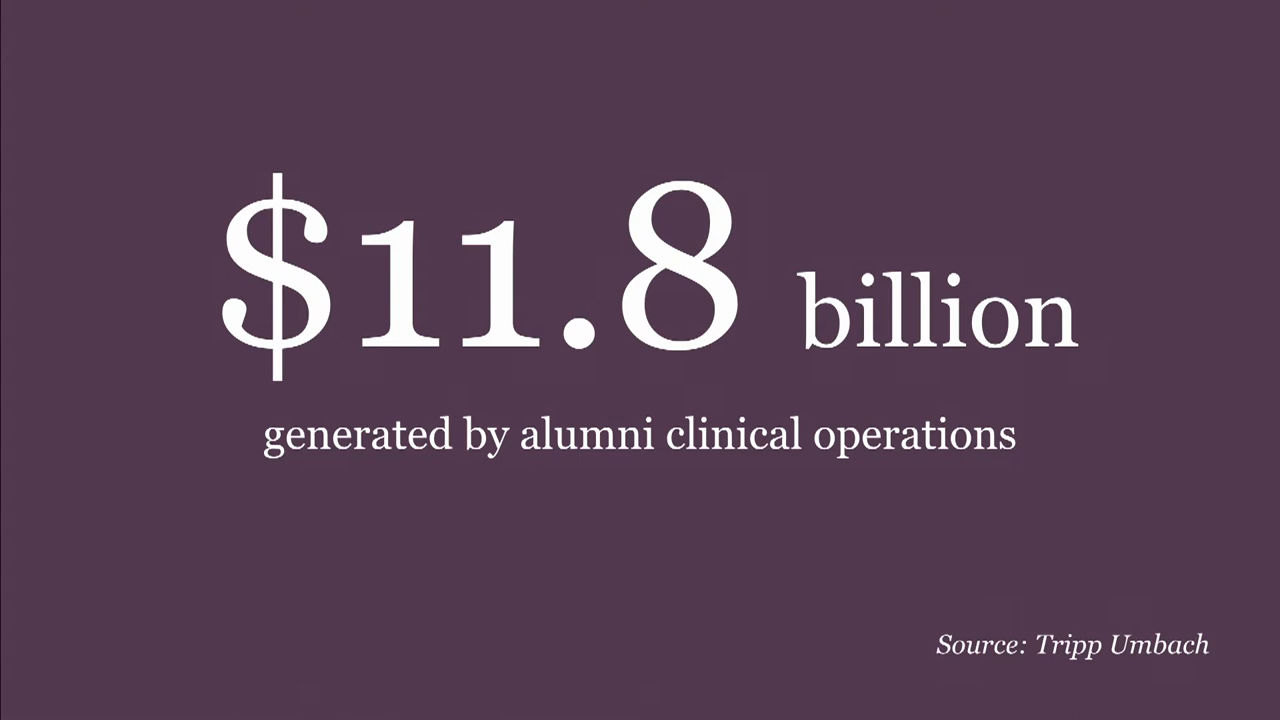 $11.8 billion
generated by alumni clinical operations
Source: Tripp Umbach